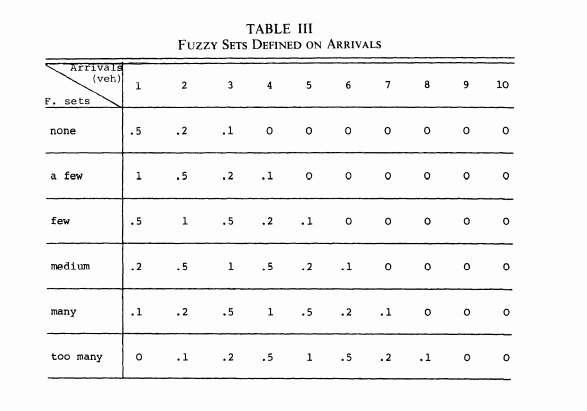 TABLE III
FUZZY SETS DEFINED ON ARRIVALS
Arrivals
(veh) 1 2 3 4 5 6 7 8 9 10
F. sets
none .5 .2 .1 0 0 0 0 0 0 0
a few 1 .5 .2 .1 0 0 0 0 0 0
few .5 1 .5 .2 .1 0 0 0 0 0
medium .2 .5 1 .5 .2 .1 0 0 0 0
many .1 .2 .5 1 .5 .2 .1 0 0 0
too many 0 .1 .2 .5 1 .5 .2 .1 0 0